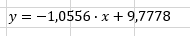 y = −1,0556 · x + 9,7778